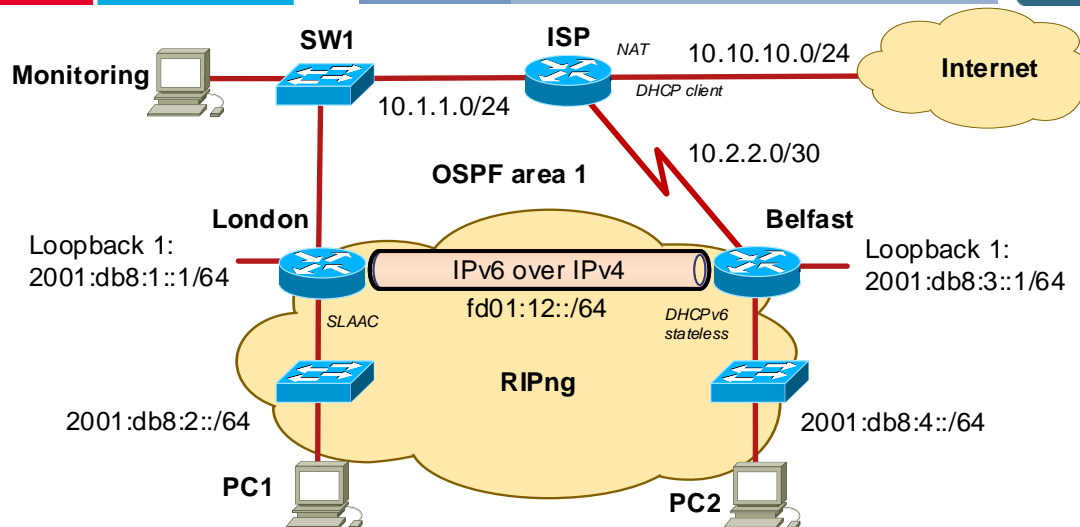 SW1
ISP
NAT
10.10.10.0/24
Internet
Monitoring
DHCP client
10.1.1.0/24
10.2.2.0/30
OSPF area 1
London
Belfast
Loopback 1:
2001:db8:1::1/64
IPv6 over IPv4
Loopback 1:
2001:db8:3::1/64
fd01:12::/64
SLAAC
DHCPv6
stateless
RIPng
2001:db8:2::/64
2001:db8:4::/64
PC1
PC2